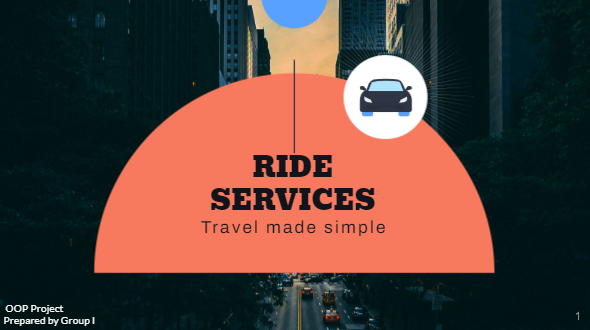 RIDE
SERVICES
Travel made simple
OOP Project
Prepared by Group I
1